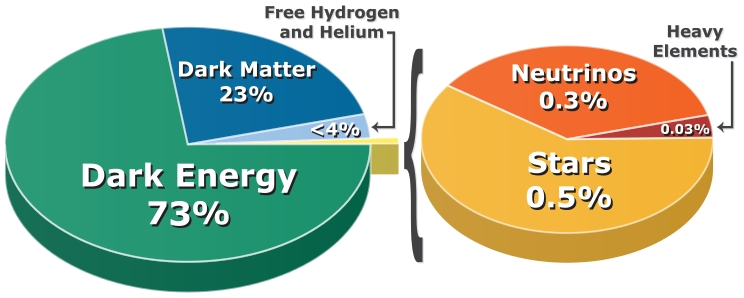 Free Hydrogen
and Helium
Dark Matter
23%
<4%
Dark Energy
73%
Heavy
Elements
Neutrinos
0.3%
0.03%
Stars
0.5%